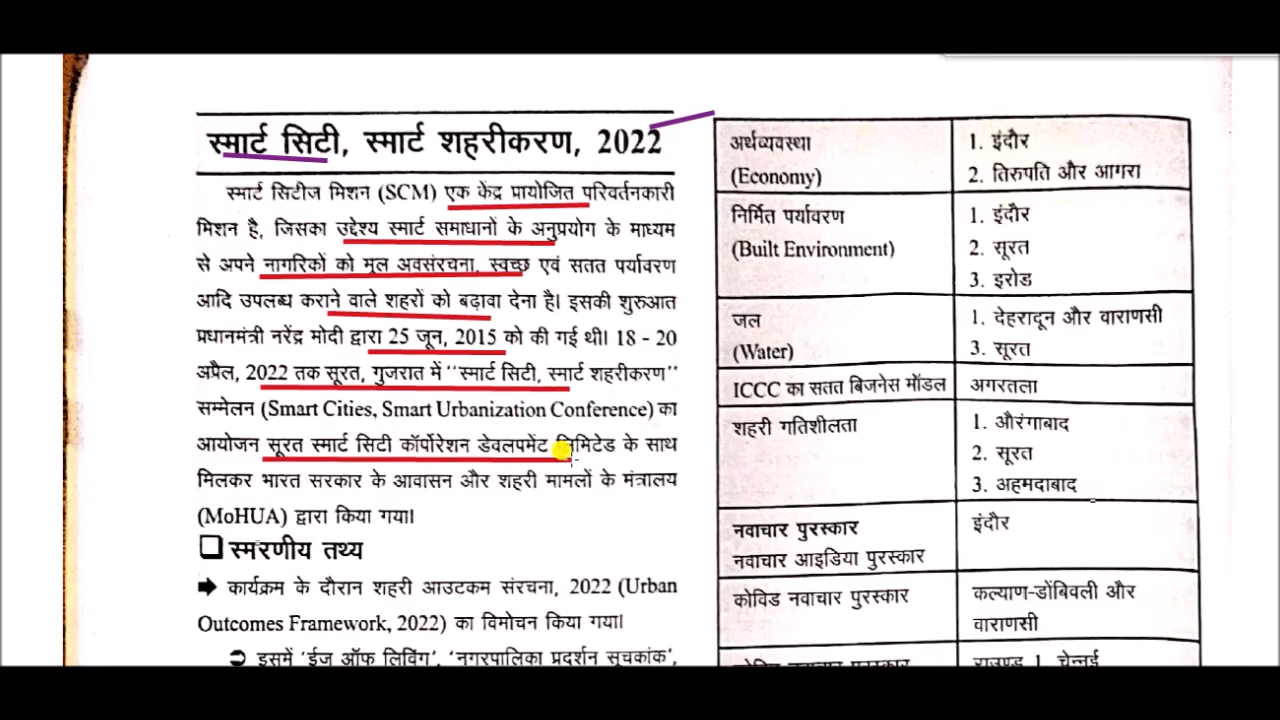 स्मार्ट सिटी, स्मार्ट शहरीकरण, 2022
स्मार्ट सिटीज मिशन (SCM) एक केंद्र प्रायोजित परिवर्तनकारी
मिशन है, जिसका उद्देश्य स्मार्ट समाधानों के अनुप्रयोग के माध्यम
से अपने नागरिकों को मूल अवसंरचना, स्वच्छ एवं सतत पर्यावरण
आदि उपलब्ध कराने वाले शहरों को बढ़ावा देना है। इसकी शुरुआत
प्रधानमंत्री नरेंद्र मोदी द्वारा 25 जून, 2015 को की गई थी। 18 - 20
अप्रैल, 2022 तक सूरत, गुजरात में "स्मार्ट सिटी, स्मार्ट शहरीकरण"
सम्मेलन (Smart Cities, Smart Urbanization Conference) का
आयोजन सूरत स्मार्ट सिटी कॉर्पोरेशन डेवलपमेंट लिमिटेड के साथ
मिलकर भारत सरकार के आवासन और शहरी मामलों के मंत्रालय
(MoHUA) द्वारा किया गया।
❑ स्मरणीय तथ्य
➡ कार्यक्रम के दौरान शहरी आउटकम संरचना, 2022 (Urban
Outcomes Framework, 2022) का विमोचन किया गया।
➲ इसमें 'ईज ऑफ लिविंग', 'नगरपालिका प्रदर्शन सूचकांक',
अर्थव्यवस्था
(Economy)
1. इंदौर
2. तिरुपति और आगरा
निर्मित पर्यावरण
(Built Environment)
1. इंदौर
2. सूरत
3. इरोड
जल
(Water)
1. देहरादून और वाराणसी
3. सूरत
ICCC का सतत बिजनेस मॉडल
अगरतला
शहरी गतिशीलता
1. औरंगाबाद
2. सूरत
3. अहमदाबाद
नवाचार पुरस्कार
नवाचार आइडिया पुरस्कार
इंदौर
कोविड नवाचार पुरस्कार
कल्याण-डोंबिवली और
वाराणसी
कोविड नवाचार पुरस्कार
राउण्ड 1. चेन्नई